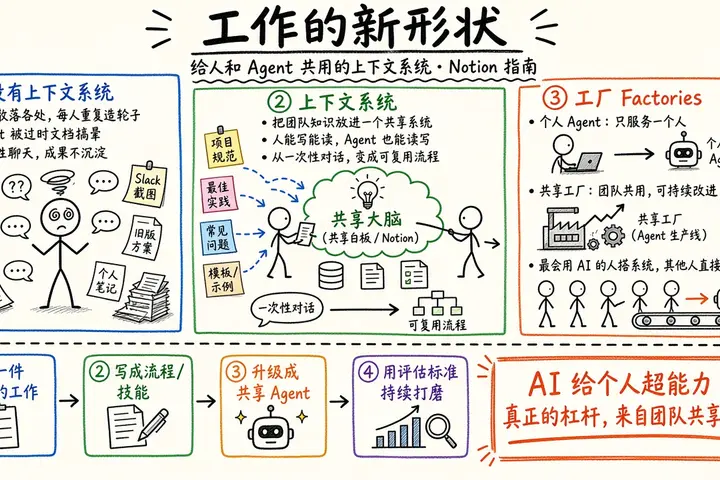 工作的新形状
给人和 Agent 共用的上下文系统 · Notion 指南
没有上下文系统
散落各处，每人重复造轮子
被过时文档搞晕
性聊天，成果不沉淀
??
Slack
截图
旧版
方案
个人
笔记
② 上下文系统
• 把团队知识放进一个共享系统
• 人能写能读，Agent 也能读写
• 从一次性对话，变成可复用流程
项目
规范
最佳
实践
常见
问题
模板/
示例
共享大脑
(共享白板 / Notion)
一次性对话
可复用流程
③ 工厂 Factories
• 个人 Agent：只服务一个人
个
A
• 共享工厂：团队共用，可持续改进
共享工厂
(Agent 生产线)
• 最会用 AI 的人搭系统，其他人直接
一件
的工作
② 写成流程/
技能
③ 升级成
共享 Agent
④ 用评估标准
持续打磨
AI 给个人超能力
真正的杠杆，来自团队共享